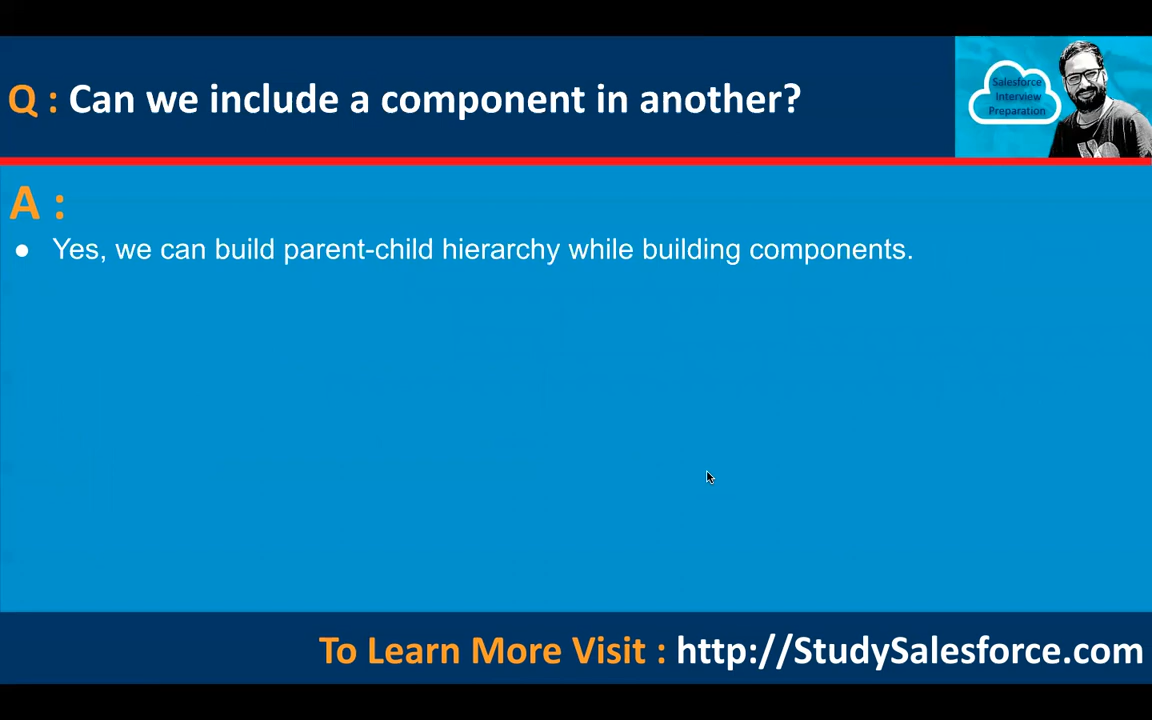 Q : Can we include a component in another?
Salesforce
Interview
Preparation
A :
● Yes, we can build parent-child hierarchy while building components.
To Learn More Visit : http://StudySalesforce.com